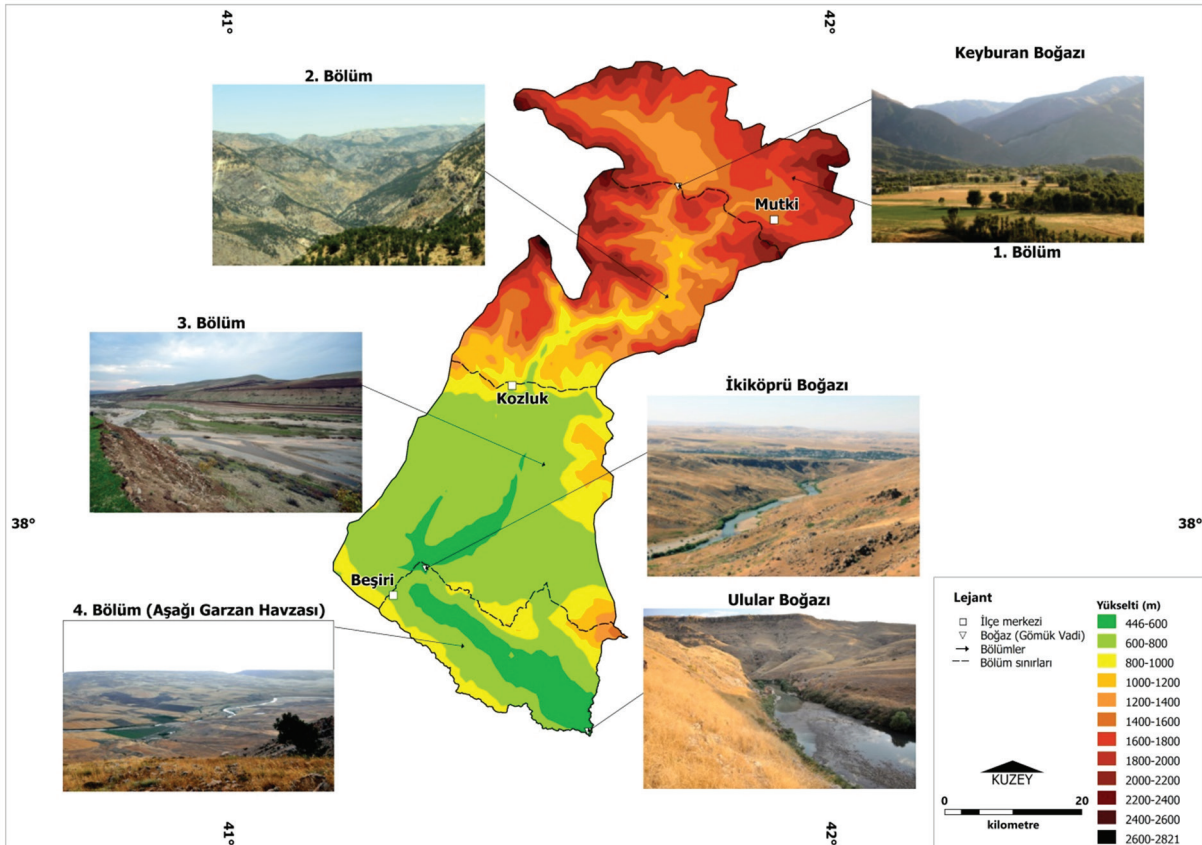 41°
42°
2. Bölüm
Keyburan Boğazı
Mutki
1. Bölüm
3. Bölüm
Kozluk
İkiköprü Boğazı
38°
38°
Beşiri
4. Bölüm (Aşağı Garzan Havzası)
Ulular Boğazı
Lejant
İlçe merkezi
Boğaz (Gömük Vadi)
Bölümler
Bölüm sınırları
KUZEY
0 20
kilometre
Yükselti (m)
446-600
600-800
800-1000
1000-1200
1200-1400
1400-1600
1600-1800
1800-2000
2000-2200
2200-2400
2400-2600
2600-2821
41°
42°